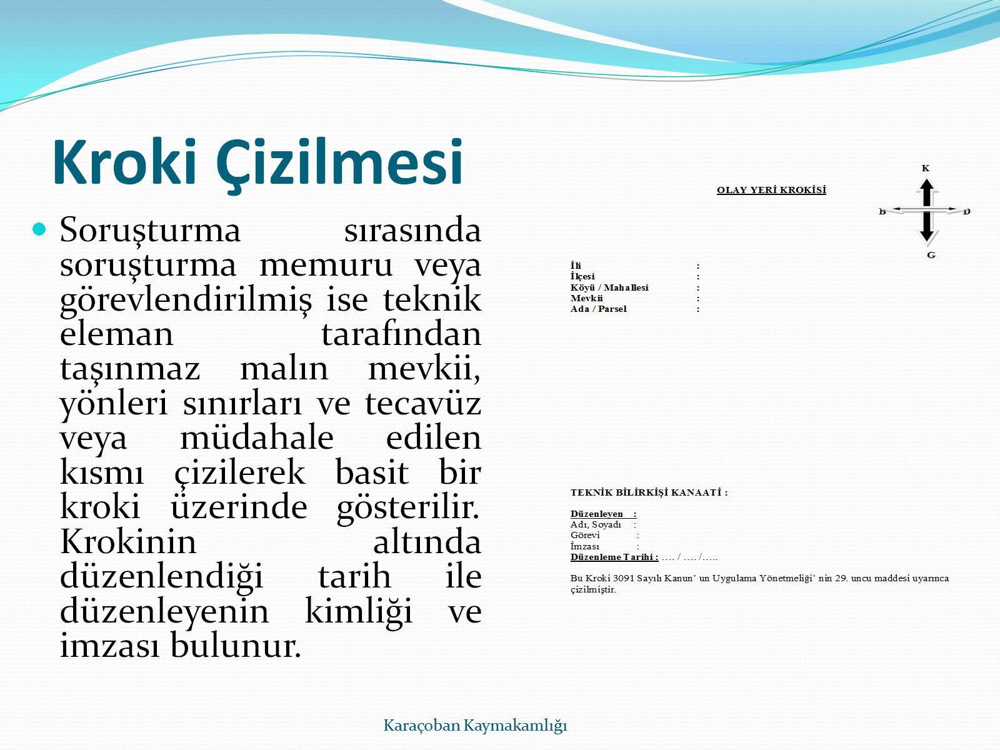 Kroki Çizilmesi
Soruşturma sırasında
soruşturma memuru veya
görevlendirilmiş ise teknik
eleman tarafından
taşınmaz malın mevkii,
yönleri sınırları ve tecavüz
veya müdahale edilen
kısmı çizilerek basit bir
kroki üzerinde gösterilir.
Krokinin altında
düzenlendiği tarih ile
düzenleyenin kimliği ve
imzası bulunur.
K
OLAY YERİ KROKİSİ
B D
G
İli :
İlçesi :
Köyü / Mahallesi :
Mevkii :
Ada / Parsel :
TEKNİK BİLİRKİŞİ KANAATİ :
Düzenleyen :
Adı, Soyadı :
Görevi :
İmzası :
Düzenleme Tarihi : …. / …. /…..
Bu Kroki 3091 Sayılı Kanun’ un Uygulama Yönetmeliği’ nin 29. uncu maddesi uyarınca
çizilmiştir.
Karaçoban Kaymakamlığı